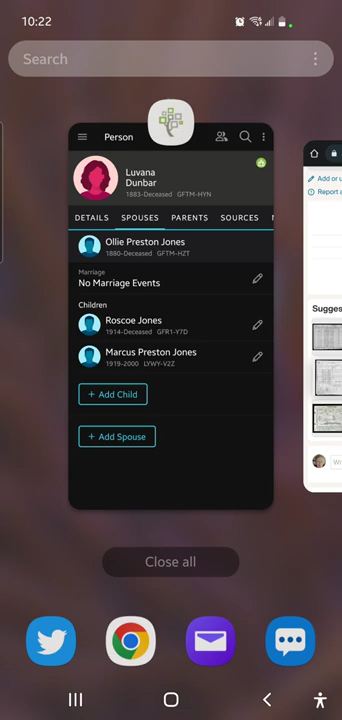 10:22
Search
Person
Luvana
Dunbar
1883-Deceased GFTM-HYN
DETAILS SPOUSES PARENTS SOURCES
Ollie Preston Jones
1880-Deceased GFTM-HZT
Marriage
No Marriage Events
Children
Roscoe Jones
1914-Deceased GFR1-Y7D
Marcus Preston Jones
1919-2000 LYWY-V2Z
+ Add Child
+ Add Spouse
Add or u
Report a
Sugges
Close all